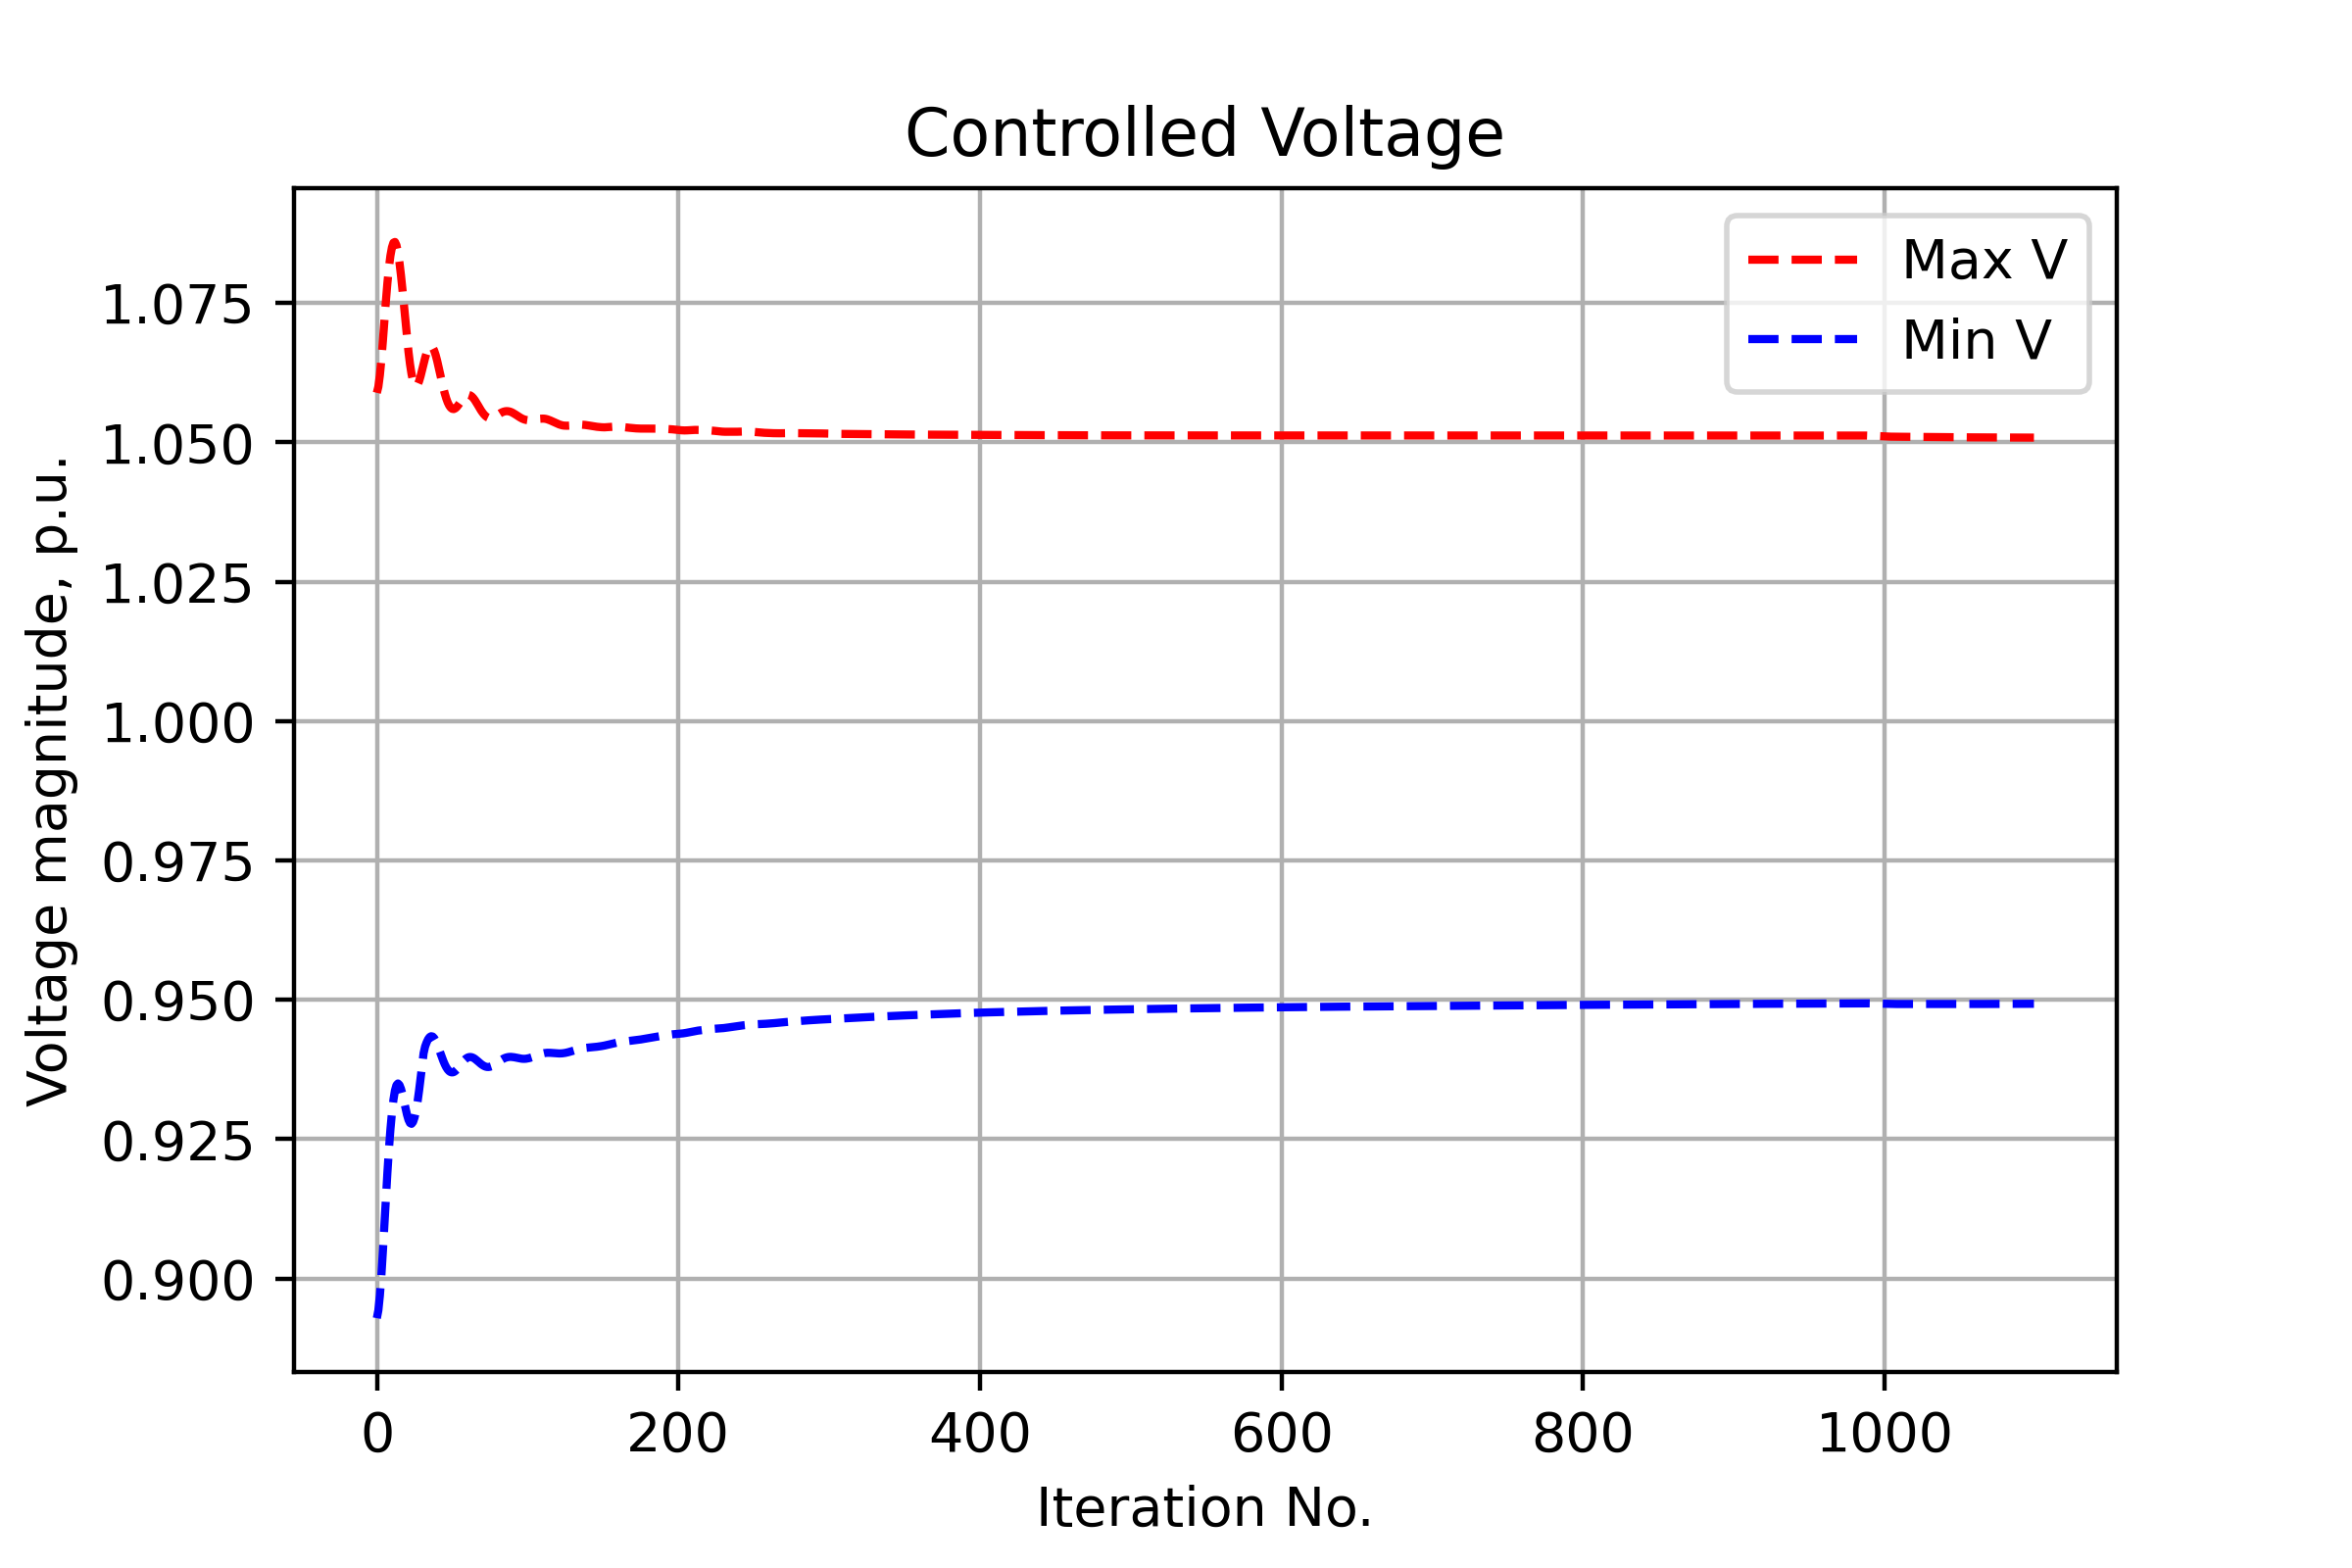 Controlled Voltage
Max V
Min V
Voltage magnitude, p.u.
1.075
1.050
1.025
1.000
0.975
0.950
0.925
0.900
0 200 400 600 800 1000
Iteration No.